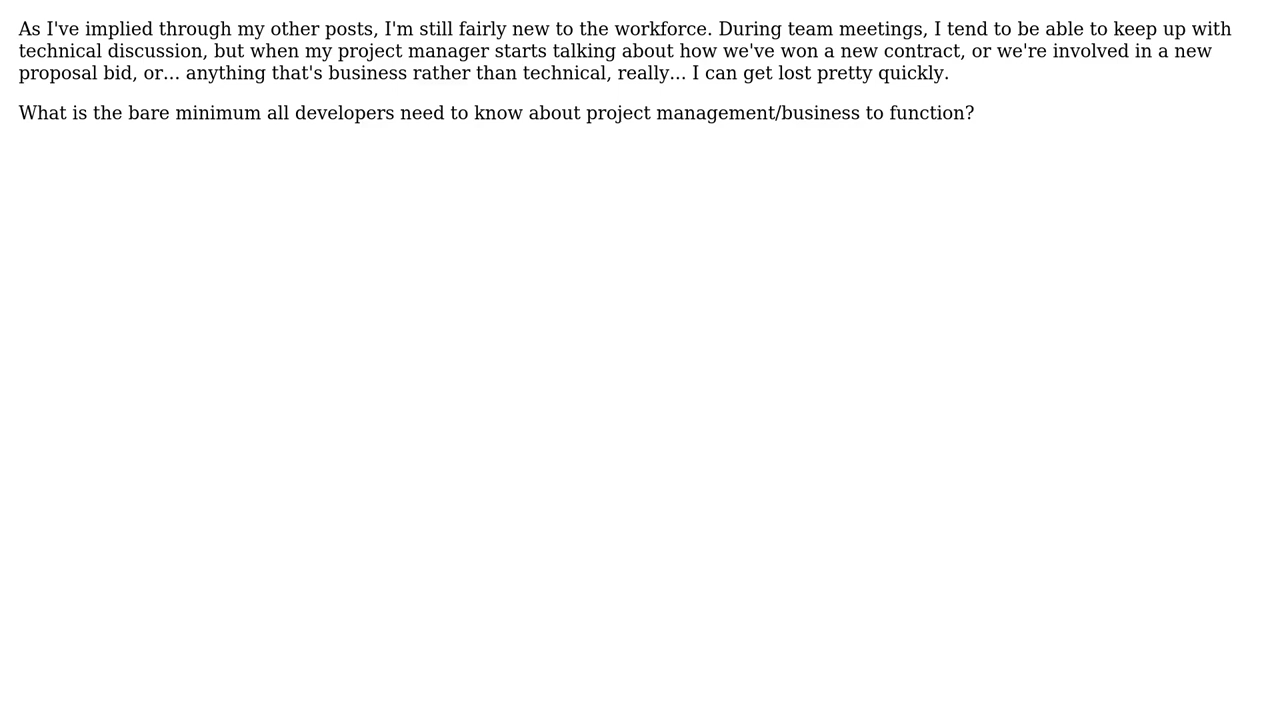 As I've implied through my other posts, I'm still fairly new to the workforce. During team meetings, I tend to be able to keep up with
technical discussion, but when my project manager starts talking about how we've won a new contract, or we're involved in a new
proposal bid, or... anything that's business rather than technical, really... I can get lost pretty quickly.
What is the bare minimum all developers need to know about project management/business to function?